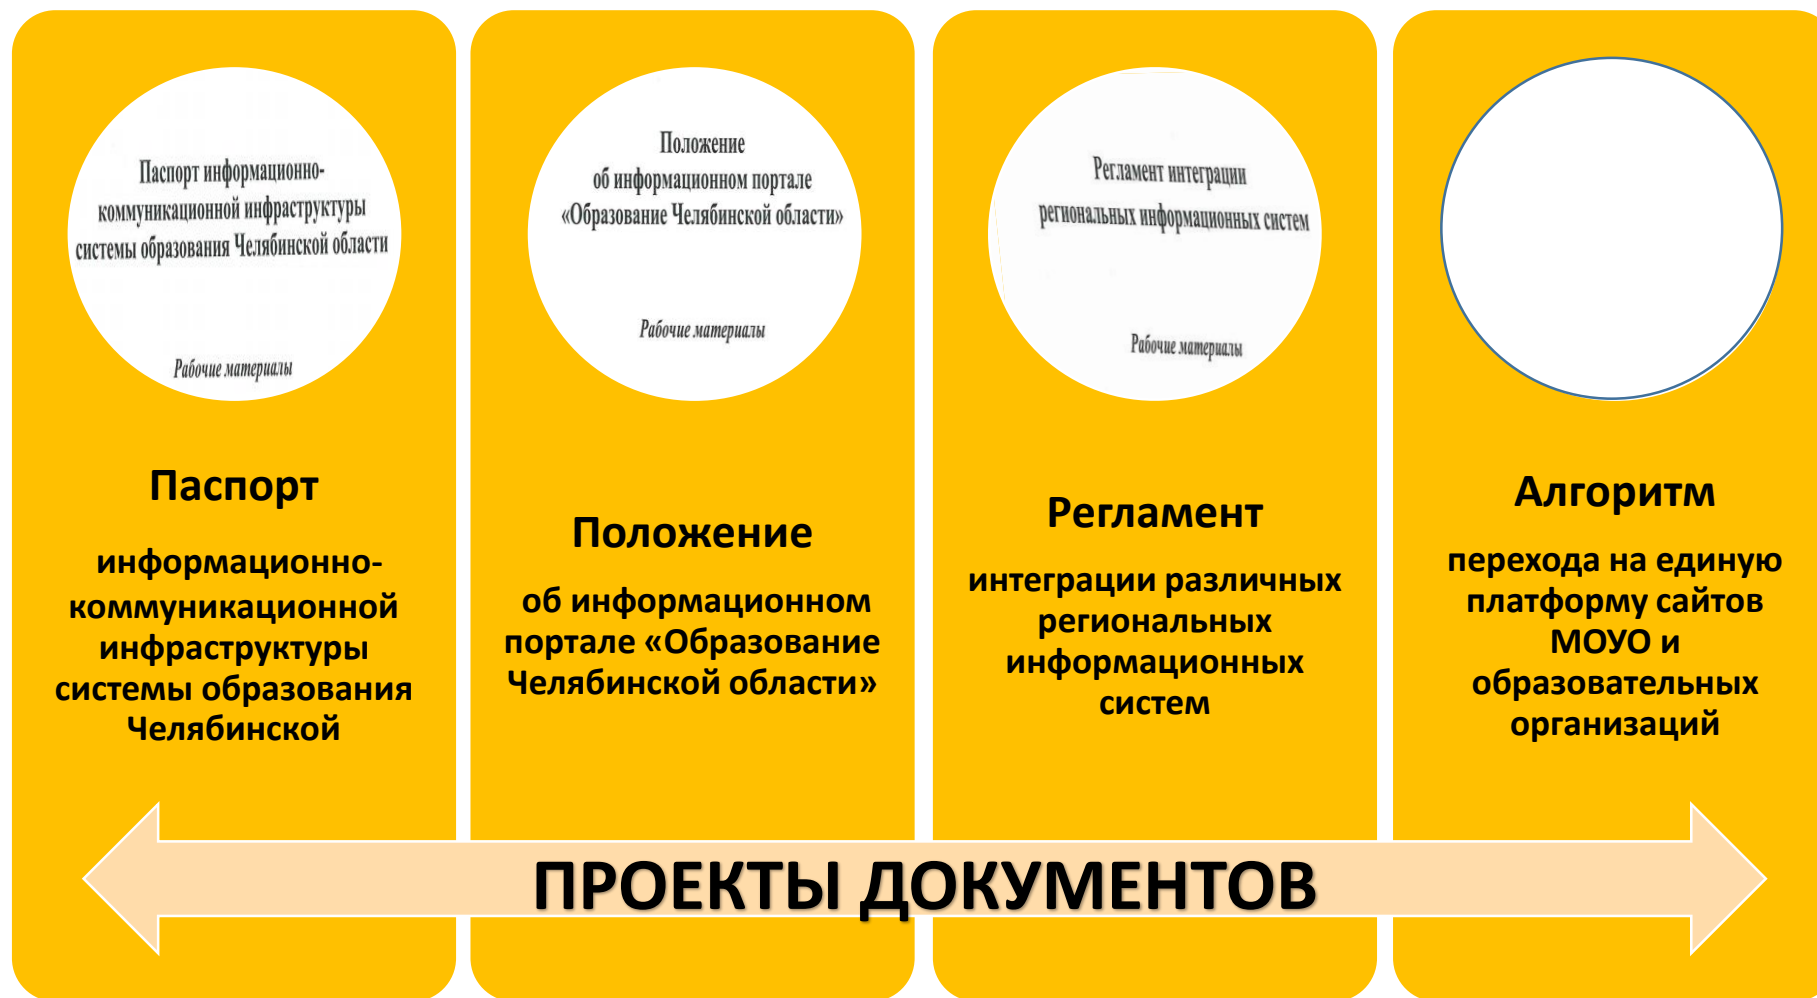 Паспорт информационно-
коммуникационной инфраструктуры
системы образования Челябинской области
Рабочие материалы
Паспорт
информационно-
коммуникационной
инфраструктуры
системы образования
Челябинской
Положение
об информационном портале
«Образование Челябинской области»
Рабочие материалы
Положение
об информационном
портале «Образование
Челябинской области»
Регламент интеграции
региональных информационных систем
Рабочие материалы
Регламент
интеграции различных
региональных
информационных
систем
Алгоритм
перехода на единую
платформу сайтов
МОУО и
образовательных
организаций
ПРОЕКТЫ ДОКУМЕНТОВ